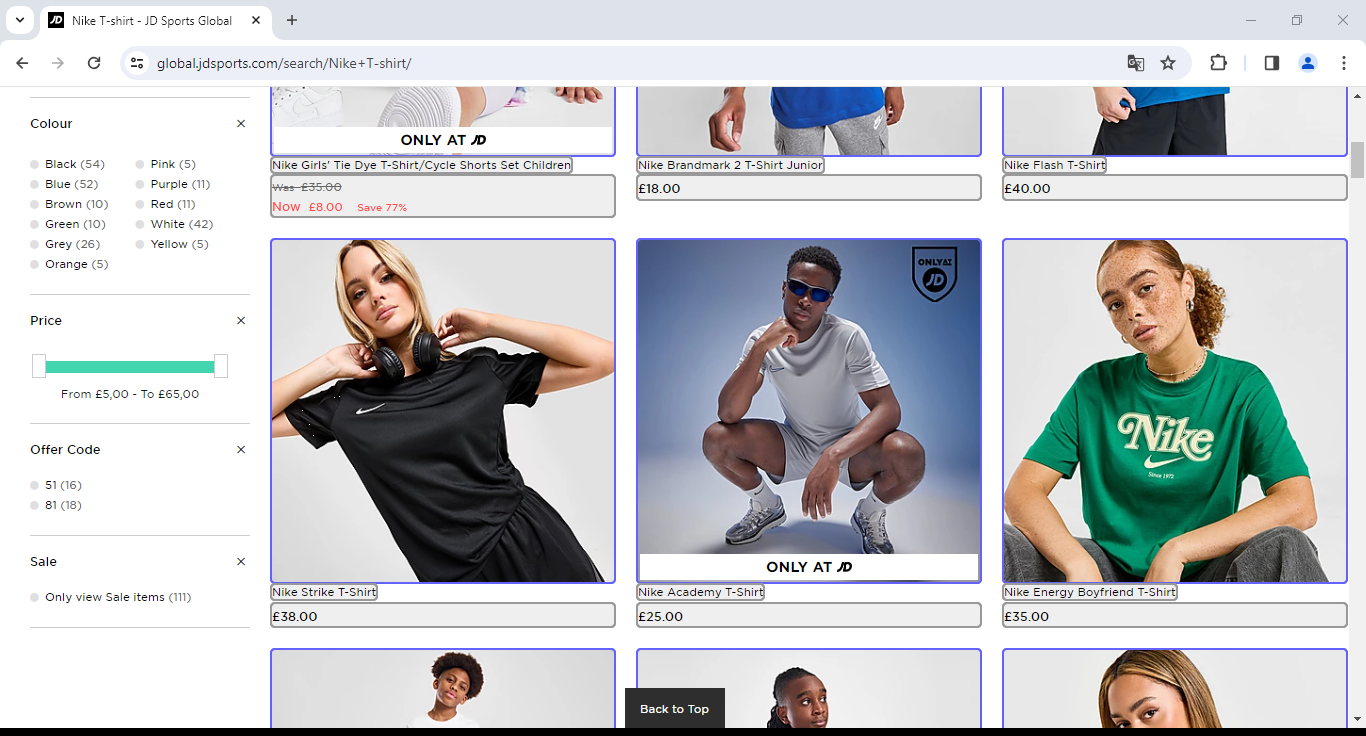 Nike T-shirt - JD Sports Global
global.jdsports.com/search/Nike+T-shirt/
Colour
Black (54)
Pink (5)
Blue (52)
Purple (11)
Brown (10)
Red (11)
Green (10)
White (42)
Grey (26)
Yellow (5)
Orange (5)
Price
From £5,00 - To £65,00
Offer Code
51 (16)
81 (18)
Sale
Only view Sale items (111)
ONLY AT JD
Nike Girls' Tie Dye T-Shirt/Cycle Shorts Set Children
Was £35.00
Now £8.00 Save 77%
Nike Brandmark 2 T-Shirt Junior
£18.00
Nike Flash T-Shirt
£40.00
Nike Strike T-Shirt
£38.00
ONLY AT
JD
ONLY AT JD
Nike Academy T-Shirt
£25.00
Nike
Since 1972
Nike Energy Boyfriend T-Shirt
£35.00
Back to Top